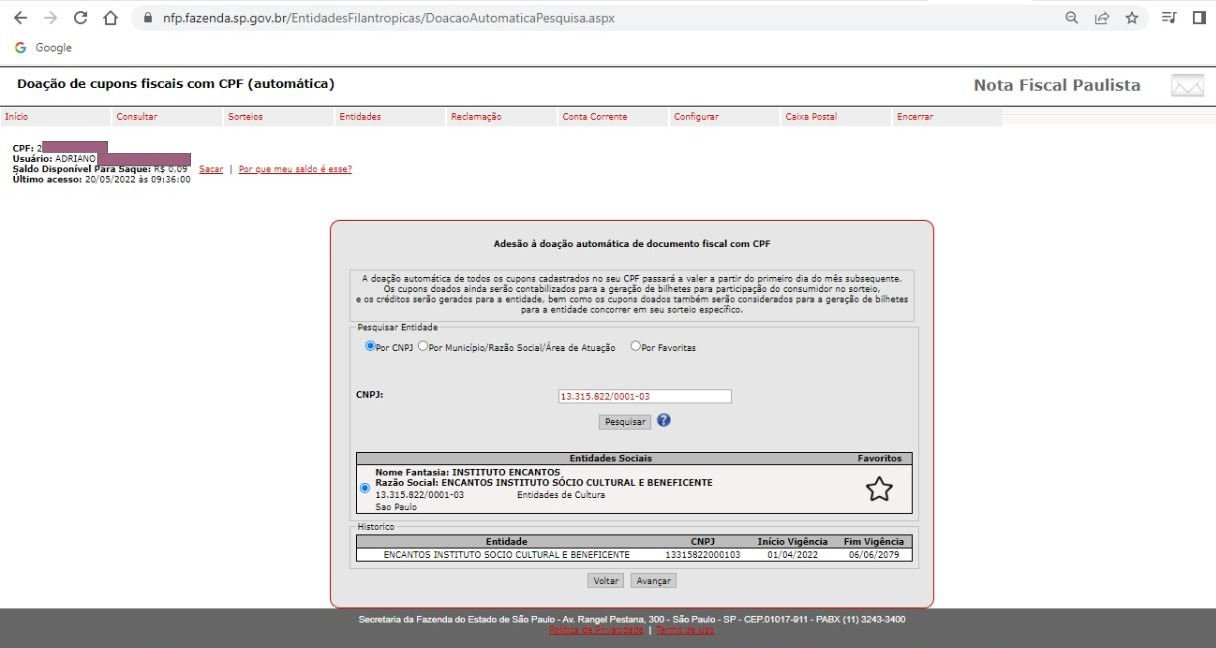 nfp.fazenda.sp.gov.br/EntidadesFilantropicas/DoacaoAutomaticaPesquisa.aspx
G Google
Doação de cupons fiscais com CPF (automática) Nota Fiscal Paulista
Início Consultar Sorteios Entidades Reclamação Conta Corrente Configurar Caixa Postal Encerrar
CPF: 2
Usuário: ADRIANO
Saldo Disponível Para Saque: R$ 0,09 Sacar | Por que meu saldo é esse?
Último acesso: 20/05/2022 às 09:36:00
Adesão à doação automática de documento fiscal com CPF
A doação automática de todos os cupons cadastrados no seu CPF passará a valer a partir do primeiro dia do mês subsequente.
Os cupons doados ainda serão contabilizados para a geração de bilhetes para participação do consumidor no sorteio,
e os créditos serão gerados para a entidade, bem como os cupons doados também serão considerados para a geração de bilhetes
para a entidade concorrer em seu sorteio específico.
Pesquisar Entidade
Por CNPJ Por Município/Razão Social/Área de Atuação Por Favoritas
CNPJ: 13.315.822/0001-03
Pesquisar ?
Entidades Sociais Favoritos
Nome Fantasia: INSTITUTO ENCANTOS
Razão Social: ENCANTOS INSTITUTO SÓCIO CULTURAL E BENEFICENTE
13.315.822/0001-03 Entidades de Cultura
Sao Paulo
Historico
Entidade CNPJ Início Vigência Fim Vigência
ENCANTOS INSTITUTO SOCIO CULTURAL E BENEFICENTE 13315822000103 01/04/2022 06/06/2079
Voltar Avançar
Secretaria da Fazenda do Estado de São Paulo - Av. Rangel Pestana, 300 - São Paulo - SP - CEP.01017-911 - PABX (11) 3243-3400
Política de Privacidade | Termo de Uso